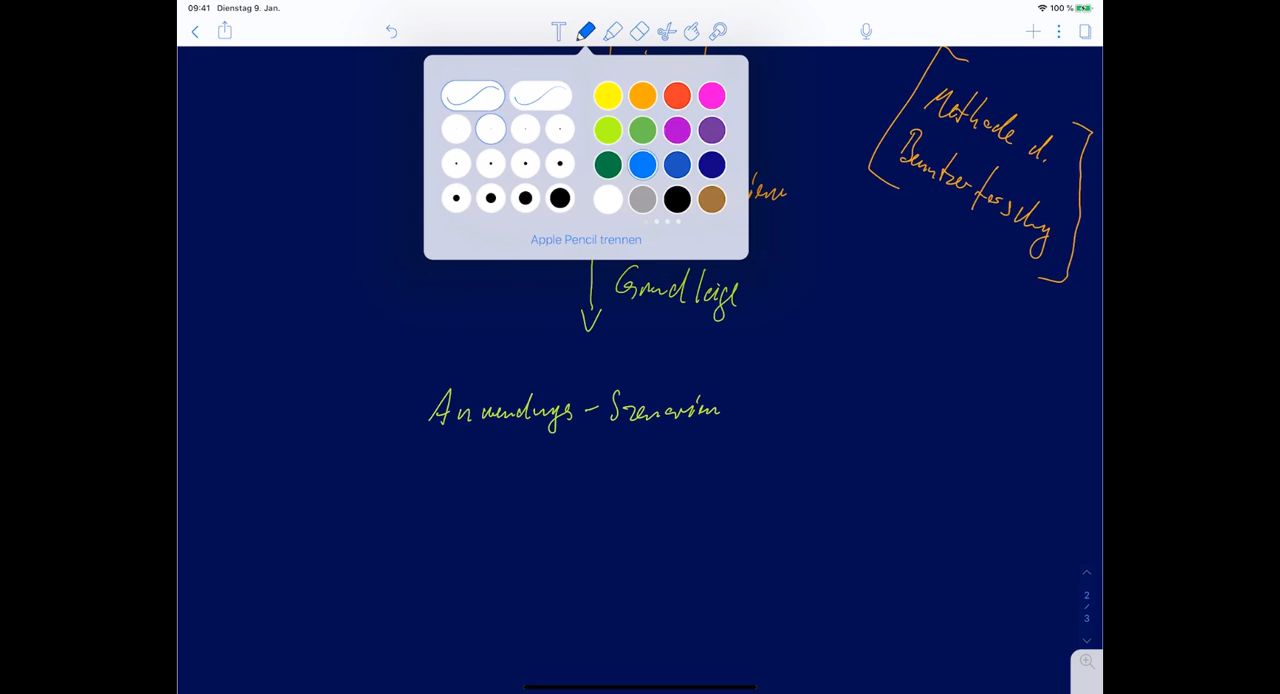 09:41 Dienstag 9. Jan.
100 %
T
Methode d.
Benutzerforschung
Apple Pencil trennen
Grundlage
Anwendungs - Szenarien
2
/
3